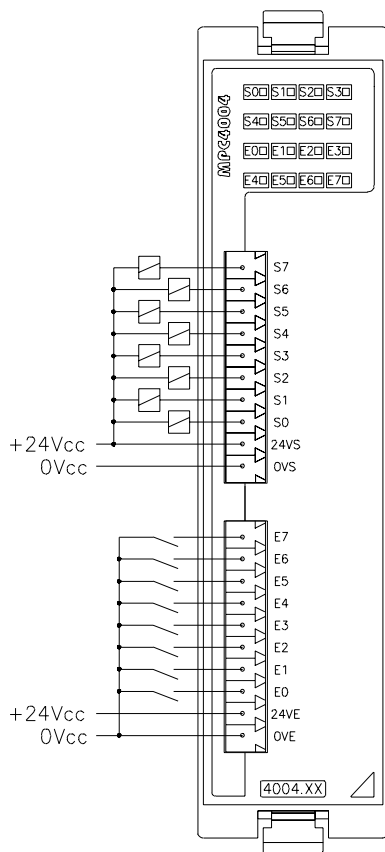 MPC4004
S0 S1 S2 S3
S4 S5 S6 S7
E0 E1 E2 E3
E4 E5 E6 E7
S7
S6
S5
S4
S3
S2
S1
S0
+24Vcc 24VS
0Vcc 0VS
E7
E6
E5
E4
E3
E2
E1
E0
+24Vcc 24VE
0Vcc 0VE
4004.XX